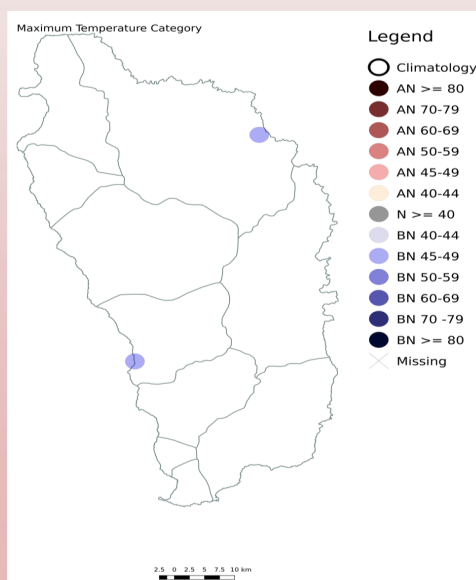 Maximum Temperature Category
Legend
Climatology
AN >= 80
AN 70-79
AN 60-69
AN 50-59
AN 45-49
AN 40-44
N >= 40
BN 40-44
BN 45-49
BN 50-59
BN 60-69
BN 70 -79
BN >= 80
Missing
2.5 0 2.5 5 7.5 10 km